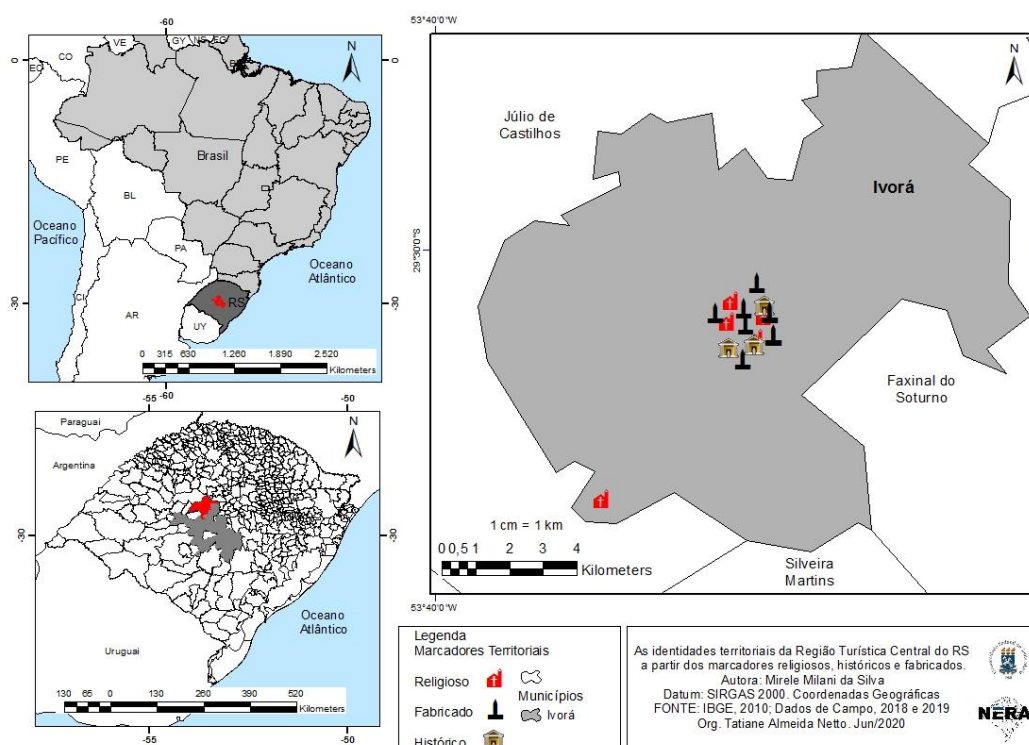 -60
N
VE
GY
NS
FG
CO
EC
0
0
Brasil
PE
BL
Oceano
Pacífico
PA
Oceano
Atlântico
CI
-30
RS
-30
AR
UY
0 315 630 1.260 1.890 2.520
Kilometers
-55 -60 -50
Paraguai
N
Argentina
-30
-30
Oceano
Atlântico
Uruguai
130 65 0 130 260 390 520
Kilometers
-55 -50
53°40'0"W
N
Júlio de
Castilhos
Ivorá
29°30'0"S
Faxinal do
Soturno
1 cm = 1 km
0 0,5 1 2 3 4
Kilometers
Silveira
Martins
53°40'0"W
Legenda
Marcadores Territoriais
Religioso
Municípios
Fabricado
Ivorá
Histórico
As identidades territoriais da Região Turística Central do RS
a partir dos marcadores religiosos, históricos e fabricados.
Autora: Mirele Milani da Silva
Datum: SIRGAS 2000. Coordenadas Geográficas
FONTE: IBGE, 2010; Dados de Campo, 2018 e 2019
Org. Tatiane Almeida Netto. Jun/2020
NERA